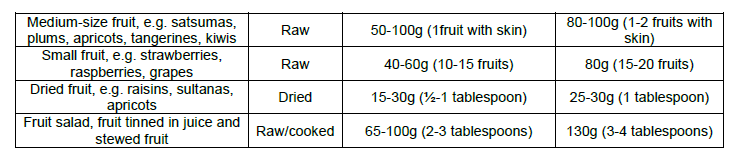 Medium-size fruit, e.g. satsumas,
plums, apricots, tangerines, kiwis
Raw
50-100g (1fruit with skin)
80-100g (1-2 fruits with
skin)
Small fruit, e.g. strawberries,
raspberries, grapes
Raw
40-60g (10-15 fruits)
80g (15-20 fruits)
Dried fruit, e.g. raisins, sultanas,
apricots
Dried
15-30g (½-1 tablespoon)
25-30g (1 tablespoon)
Fruit salad, fruit tinned in juice and
stewed fruit
Raw/cooked
65-100g (2-3 tablespoons)
130g (3-4 tablespoons)